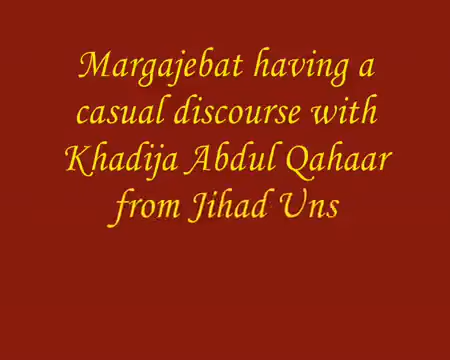 Margajebat having a
casual discourse with
Khadija Abdul Qahaar
from Jihad Uns